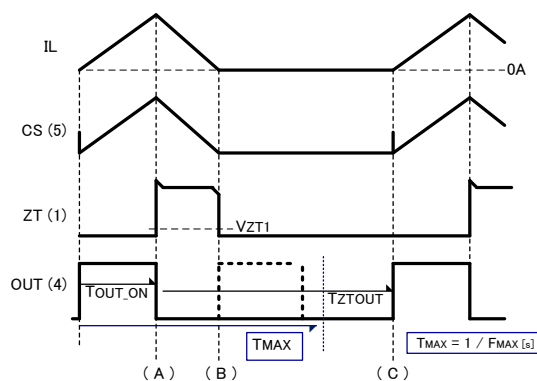 IL
0A
CS (5)
ZT (1)
VZT1
OUT (4)
TOUT_ON
TZTOUT
TMAX
TMAX = 1 / FMAX [s]
(A) (B) (C)